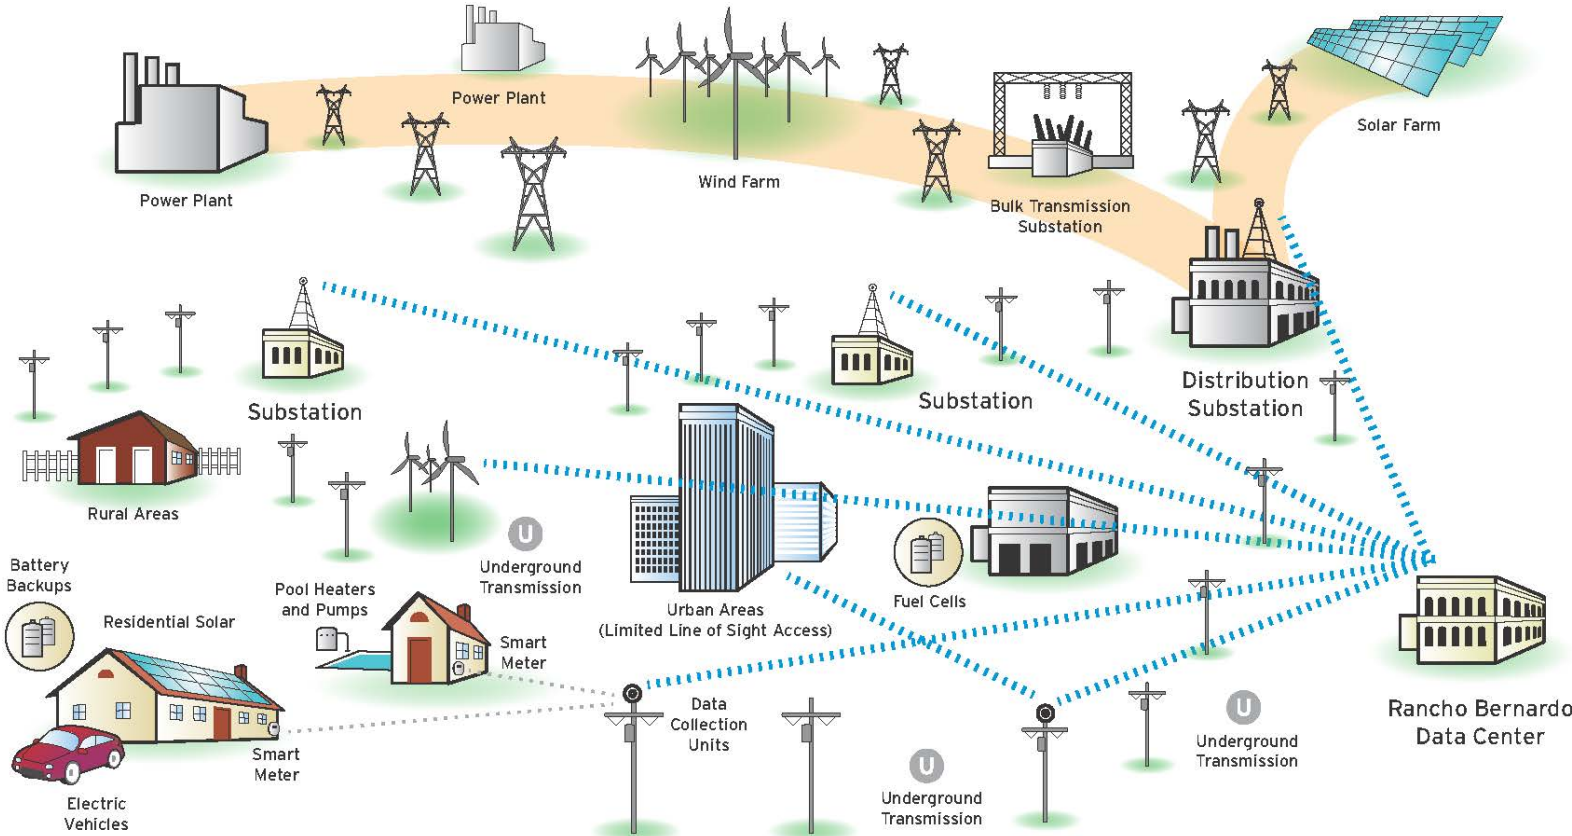 Power Plant
Power Plant
Wind Farm
Bulk Transmission
Substation
Solar Farm
Substation
Substation
Distribution
Substation
Rural Areas
Battery
Backups
Residential Solar
Pool Heaters
and Pumps
U
Underground
Transmission
Urban Areas
(Limited Line of Sight Access)
Fuel Cells
Smart
Meter
Smart
Meter
Electric
Vehicles
Data
Collection
Units
U
Underground
Transmission
U
Underground
Transmission
Rancho Bernardo
Data Center